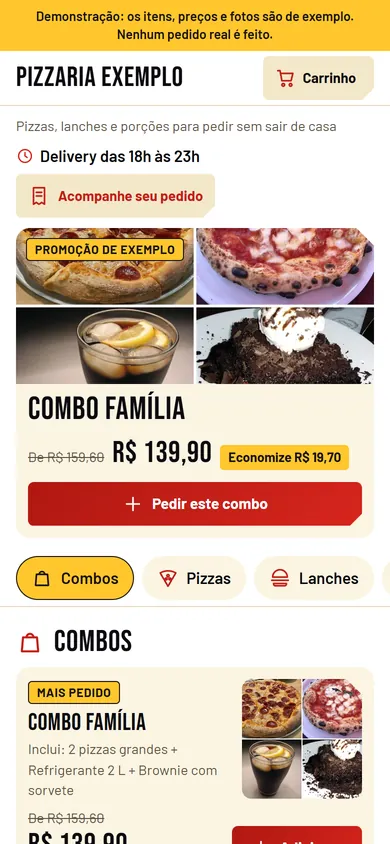 Demonstração: os itens, preços e fotos são de exemplo.
Nenhum pedido real é feito.
PIZZARIA EXEMPLO
Carrinho
Pizzas, lanches e porções para pedir sem sair de casa
Delivery das 18h às 23h
Acompanhe seu pedido
PROMOÇÃO DE EXEMPLO
COMBO FAMÍLIA
De R$ 159,60 R$ 139,90 Economize R$ 19,70
Pedir este combo
Combos Pizzas Lanches
COMBOS
MAIS PEDIDO
COMBO FAMÍLIA
Inclui: 2 pizzas grandes +
Refrigerante 2 L + Brownie com
sorvete
De R$ 159,60
R$ 139,90